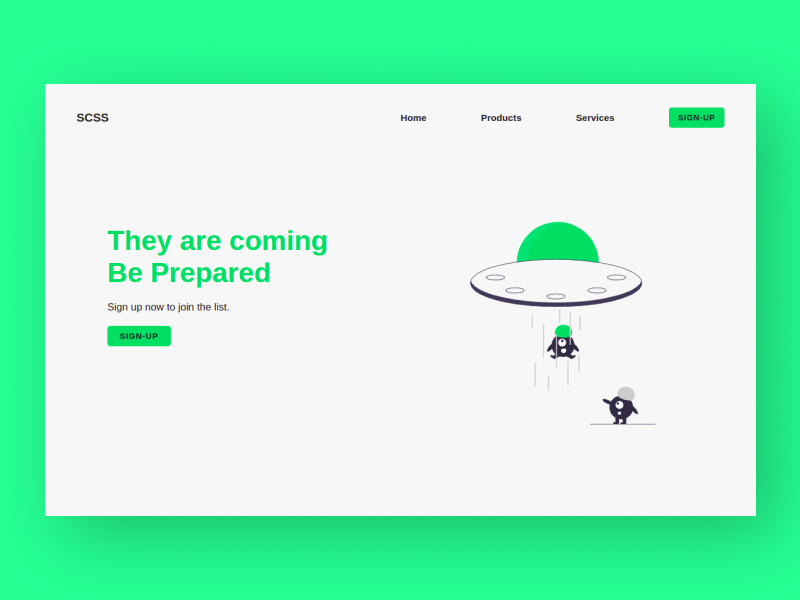 SCSS
Home
Products
Services
SIGN-UP
They are coming
Be Prepared
Sign up now to join the list.
SIGN-UP